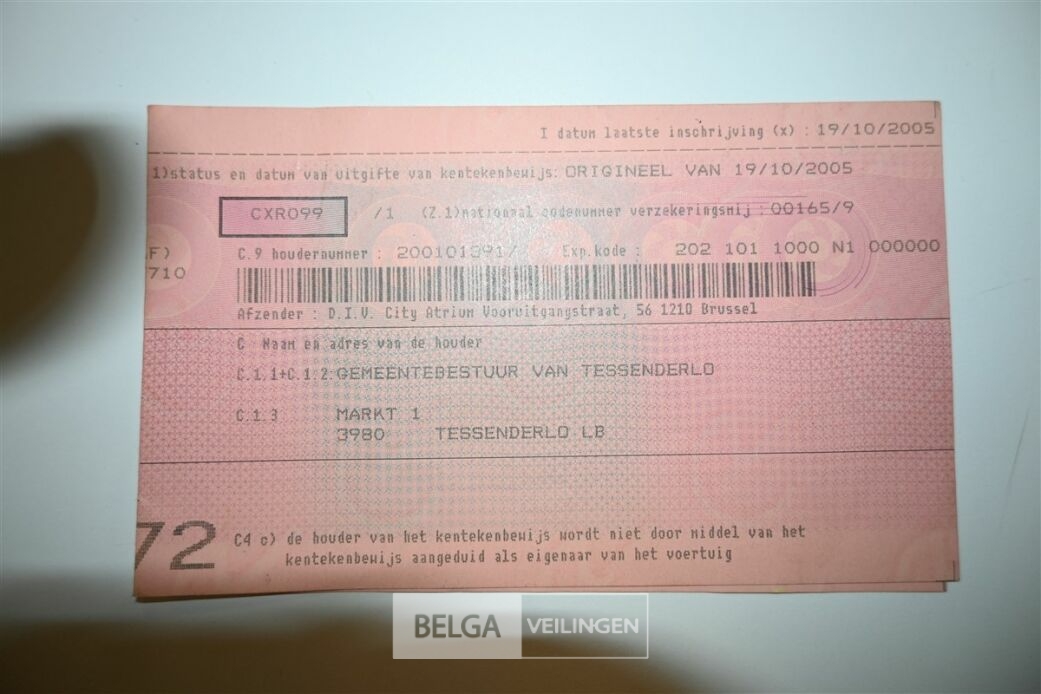 I datum laatste inschrijving (x) : 19/10/2005
1)status en datum van uitgifte van kentekenbewijs: ORIGINEEL VAN 19/10/2005
CXR099 /1 (Z.1)nationaal codenummer verzekeringsmij : 00165/9
F) C.9 houdernummer : Exp.kode : 202 101 1000 N1 000000
710
Afzender : D.I.V. City Atrium Vooruitgangstraat, 56 1210 Brussel
C Naam en adres van de houder
C.1.1+C.1.2:GEMEENTEBESTUUR VAN TESSENDERLO
C.1.3 MARKT 1
3980 TESSENDERLO LB
72 C4 c) de houder van het kentekenbewijs wordt niet door middel van het
kentekenbewijs aangeduid als eigenaar van het voertuig
BELGA VEILINGEN